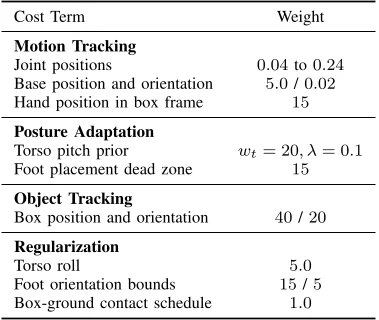 Cost Term Weight
Motion Tracking
Joint positions 0.04 to 0.24
Base position and orientation 5.0 / 0.02
Hand position in box frame 15
Posture Adaptation
Torso pitch prior w_t = 20, λ = 0.1
Foot placement dead zone 15
Object Tracking
Box position and orientation 40 / 20
Regularization
Torso roll 5.0
Foot orientation bounds 15 / 5
Box-ground contact schedule 1.0